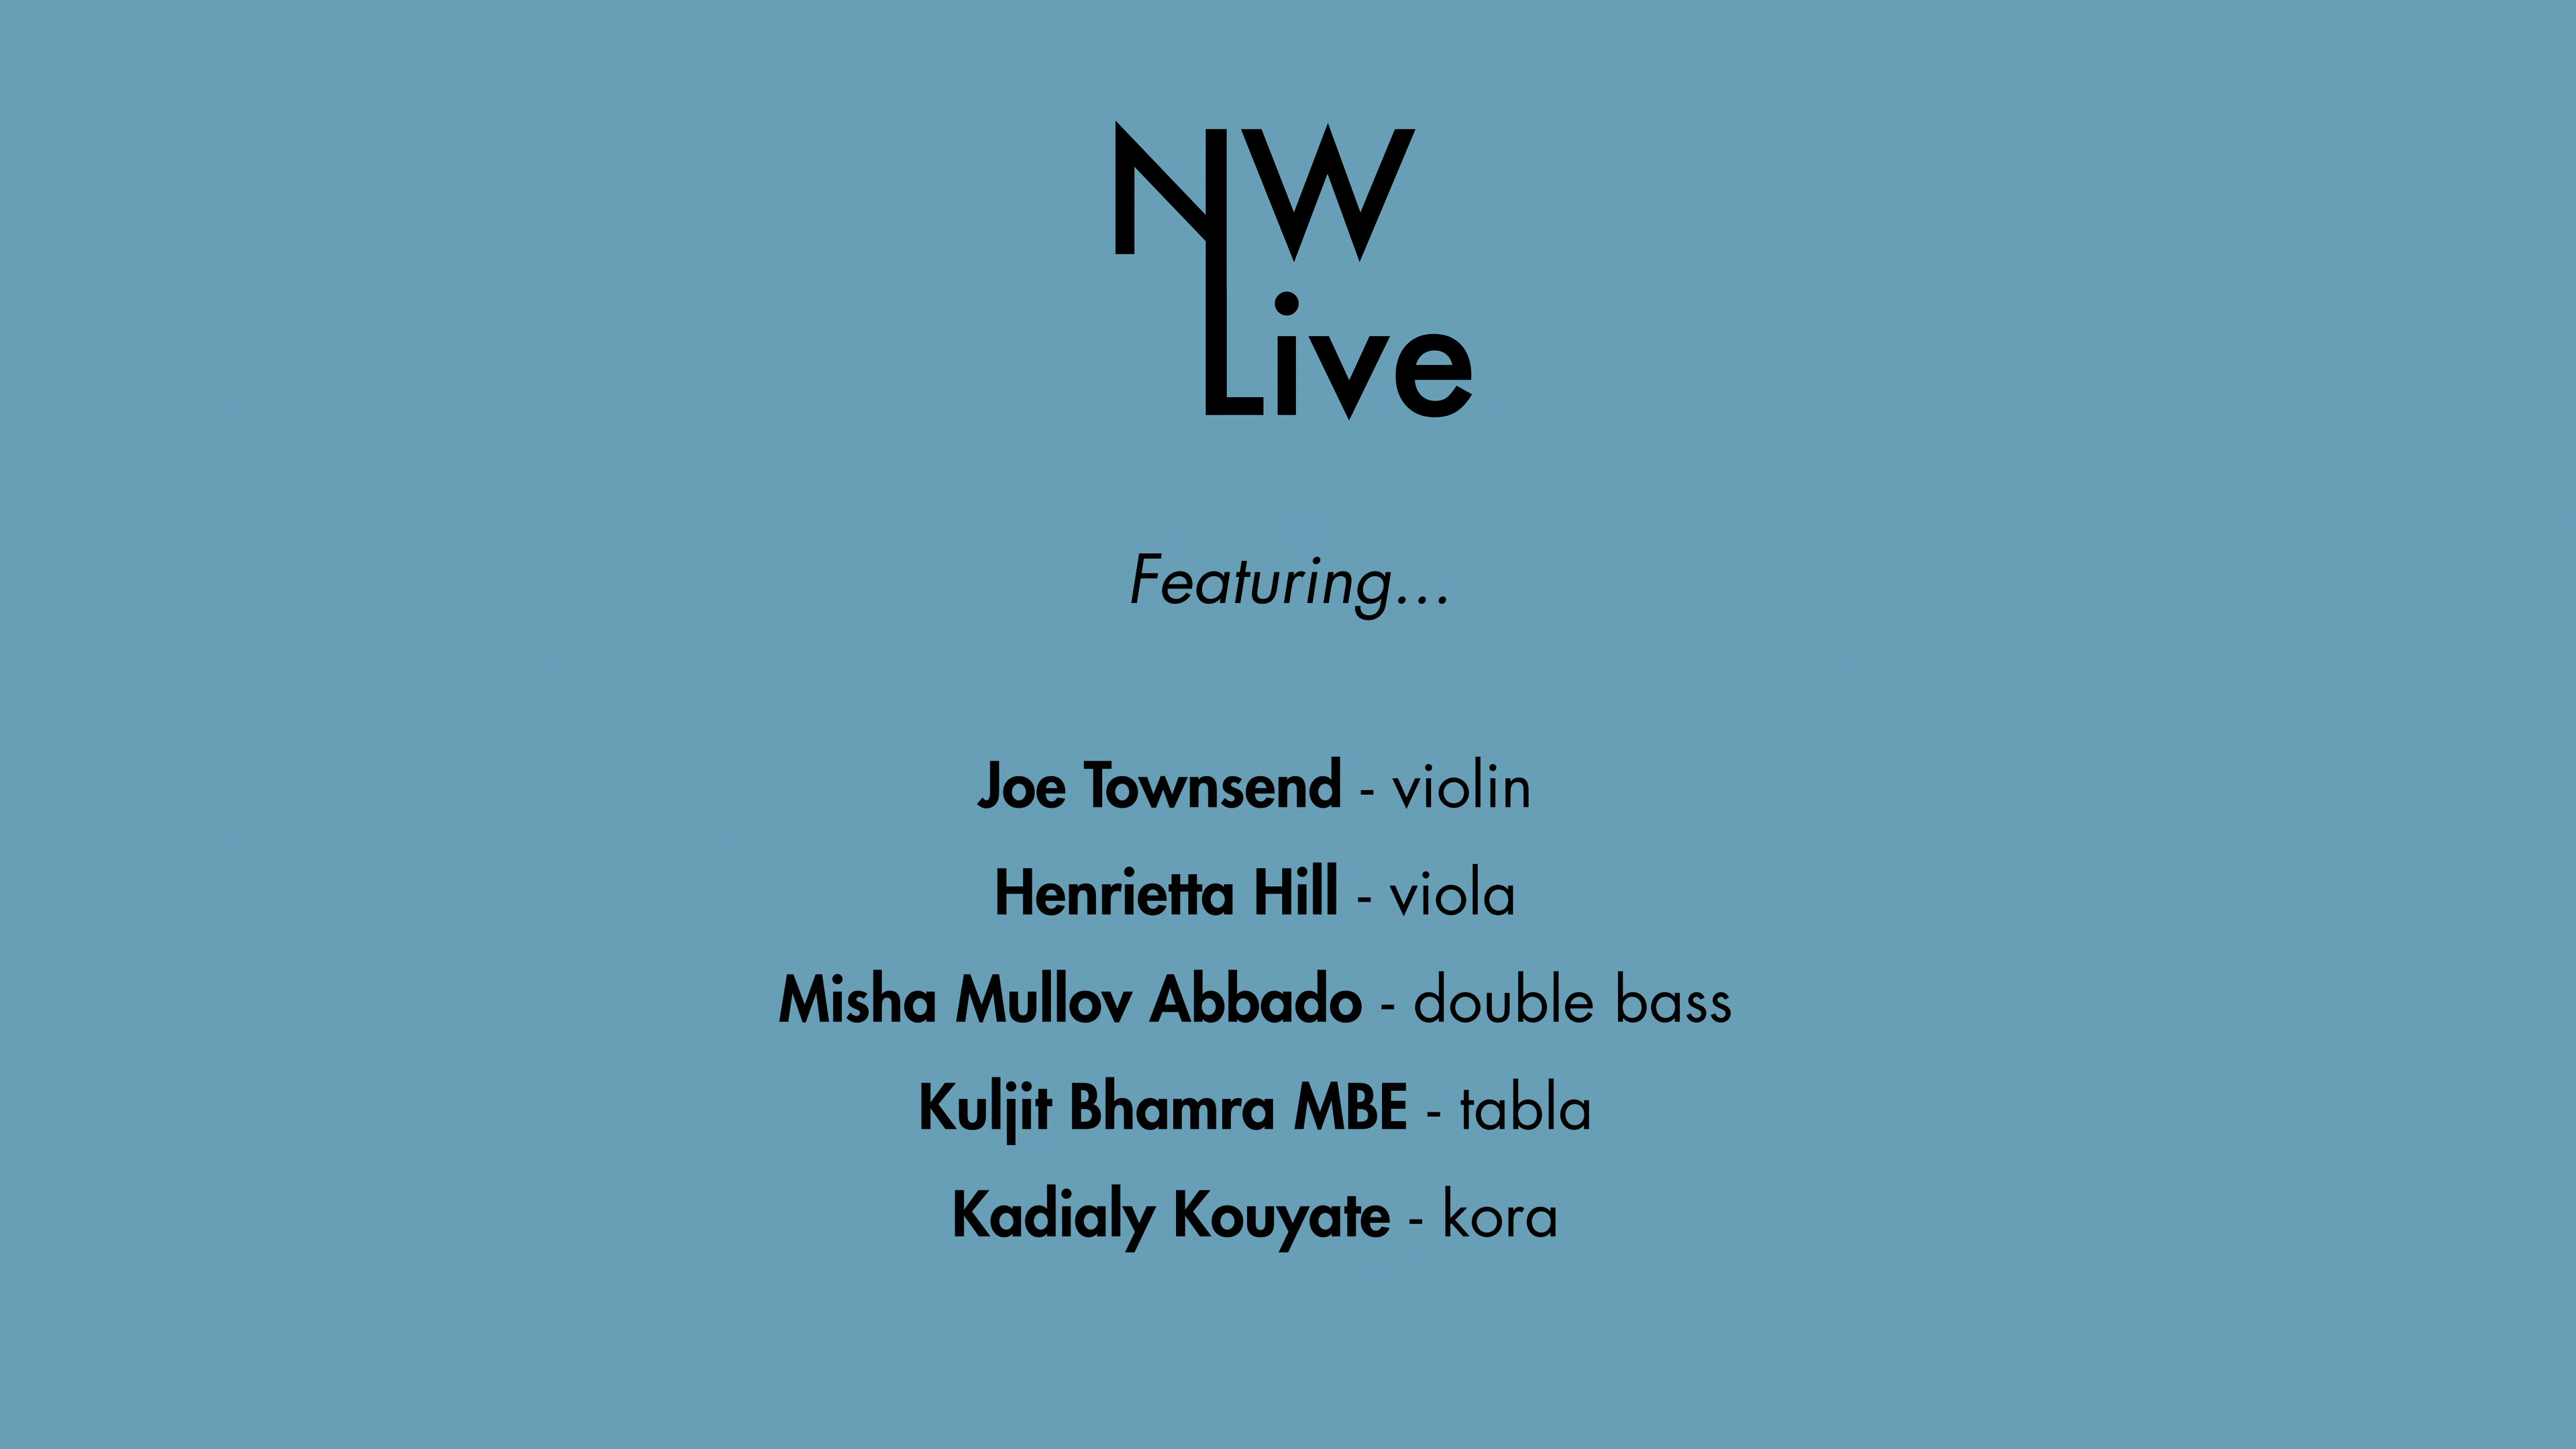 NW
Live
Featuring...
Joe Townsend - violin
Henrietta Hill - viola
Misha Mullov Abbado - double bass
Kuljit Bhamra MBE - tabla
Kadialy Kouyate - kora